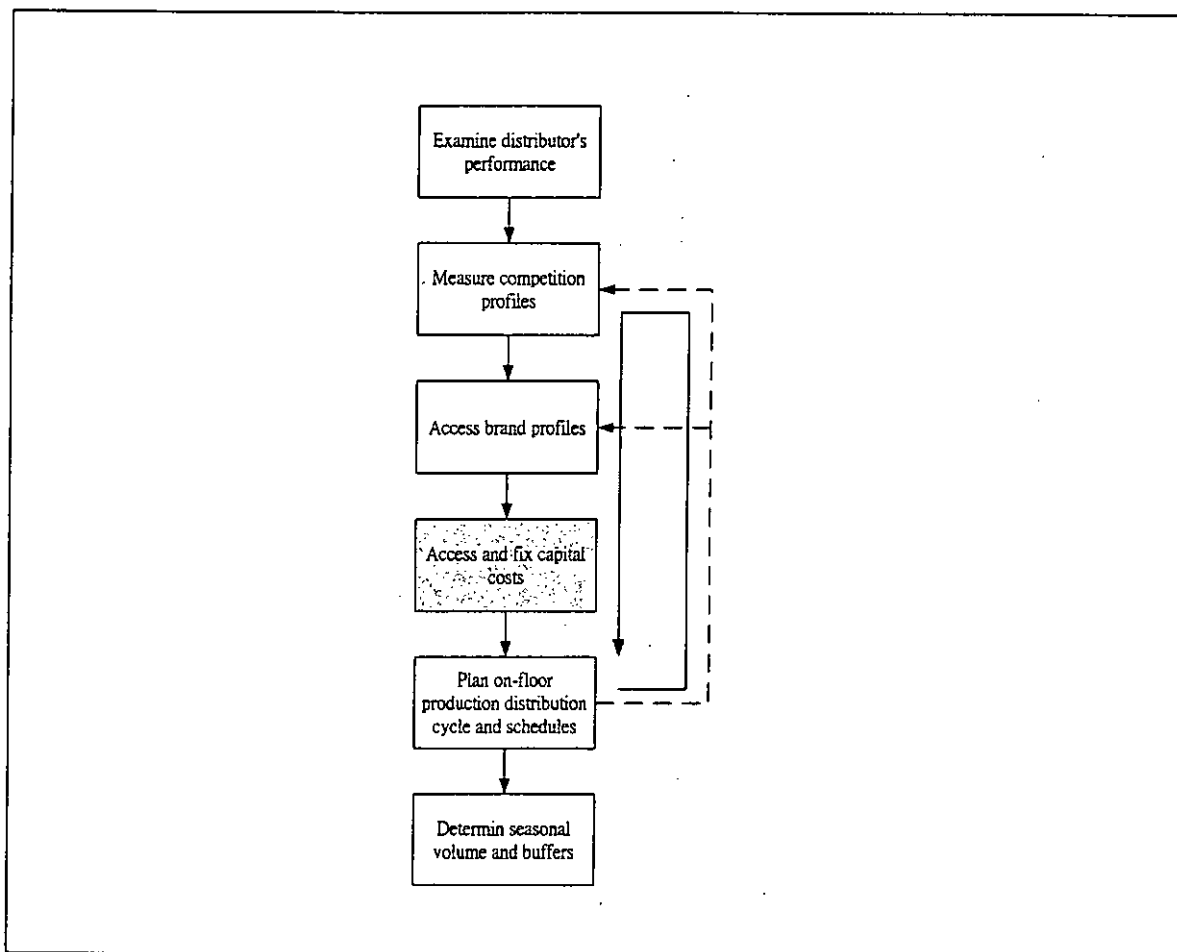 Examine distributor's
performance
Measure competition
profiles
Access brand profiles
Access and fix capital
costs
Plan on-floor
production distribution
cycle and schedules
Determin seasonal
volume and buffers